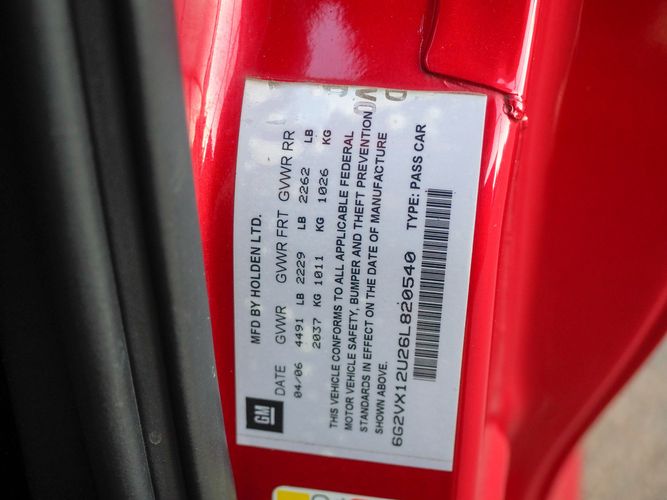 MFD BY HOLDEN LTD.
DATE GVWR GVWR FRT GVWR RR
04/06 4491 LB 2229 LB 2262 LB
2037 KG 1011 KG 1026 KG
THIS VEHICLE CONFORMS TO ALL APPLICABLE FEDERAL
MOTOR VEHICLE SAFETY, BUMPER AND THEFT PREVENTION
STANDARDS IN EFFECT ON THE DATE OF MANUFACTURE
SHOWN ABOVE.
6G2VX12U26L820540 TYPE: PASS CAR
GM